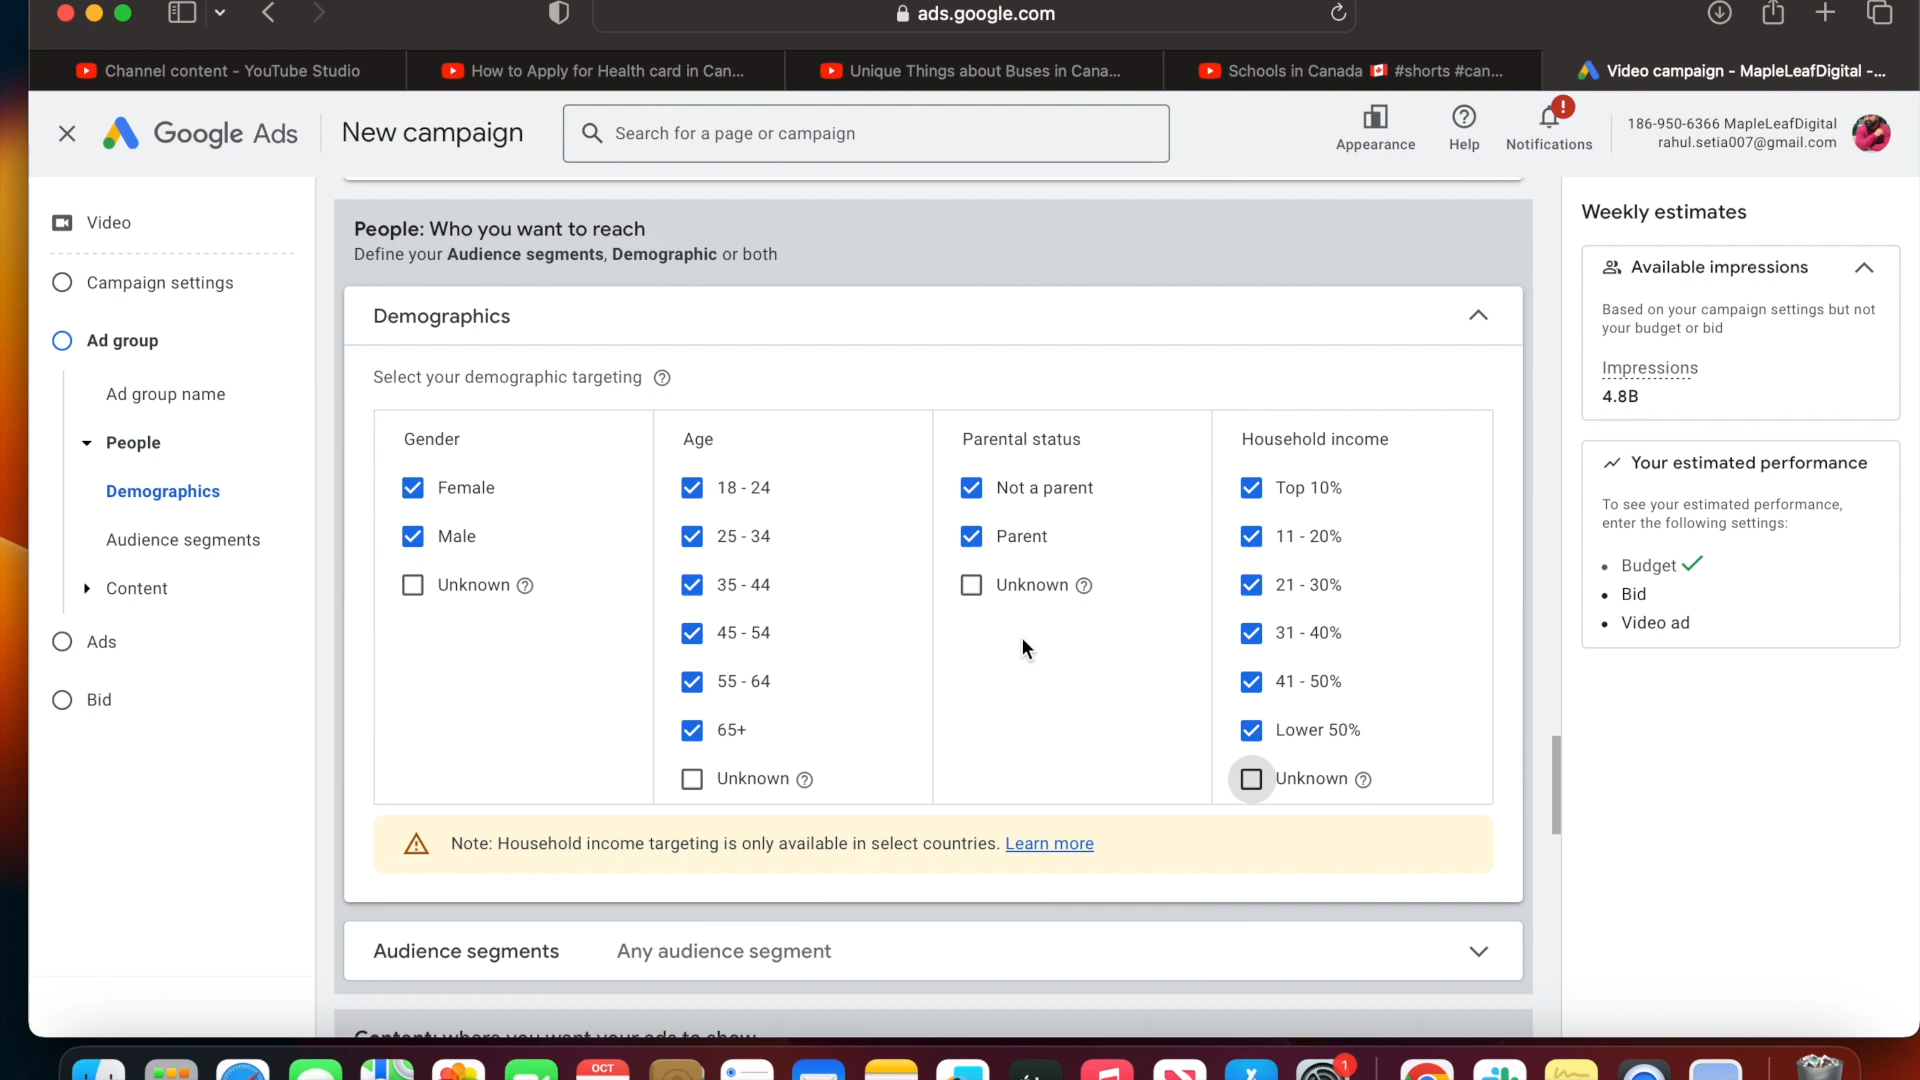 ads.google.com
Channel content - YouTube Studio
How to Apply for Health card in Can...
Unique Things about Buses in Cana...
Schools in Canada 🇨🇦 #shorts #can...
Video campaign - MapleLeafDigital -...
Google Ads
New campaign
Search for a page or campaign
Appearance
Help
!
Notifications
186-950-6366 MapleLeafDigital
rahul.setia007@gmail.com
Video
Campaign settings
Ad group
Ad group name
People
Demographics
Audience segments
Content
Ads
Bid
People: Who you want to reach
Define your Audience segments, Demographic or both
Demographics
Select your demographic targeting
Gender
Female
Male
Unknown
Age
18 - 24
25 - 34
35 - 44
45 - 54
55 - 64
65+
Unknown
Parental status
Not a parent
Parent
Unknown
Household income
Top 10%
11 - 20%
21 - 30%
31 - 40%
41 - 50%
Lower 50%
Unknown
Note: Household income targeting is only available in select countries. Learn more
Audience segments Any audience segment
Content: where you want your ads to show
Weekly estimates
Available impressions
Based on your campaign settings but not
your budget or bid
Impressions
4.8B
Your estimated performance
To see your estimated performance,
enter the following settings:
Budget
Bid
Video ad
OCT
1